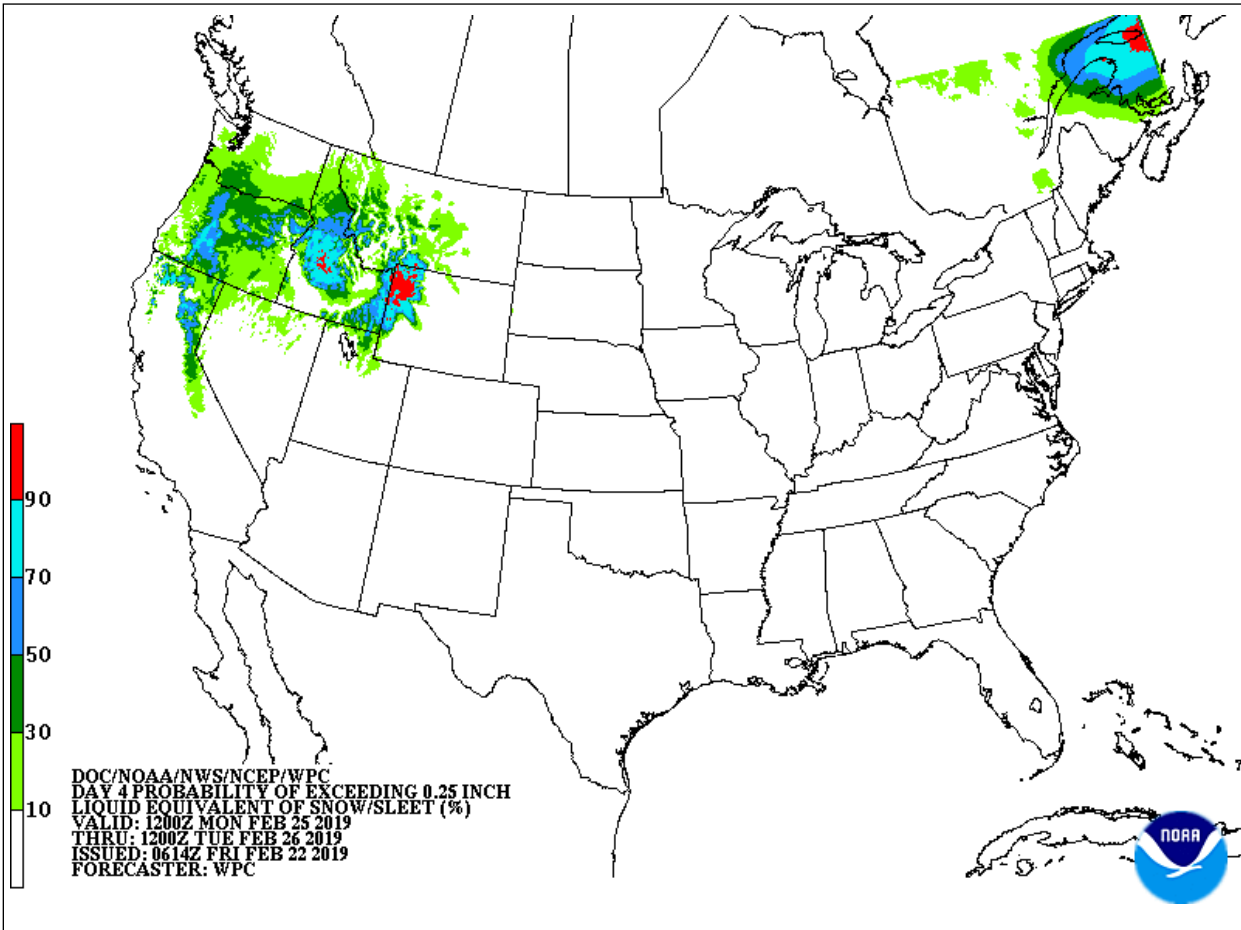 90
70
50
30
10
DOC/NOAA/NWS/NCEP/WPC
DAY 4 PROBABILITY OF EXCEEDING 0.25 INCH
LIQUID EQUIVALENT OF SNOW/SLEET (%)
VALID: 1200Z MON FEB 25 2019
THRU: 1200Z TUE FEB 26 2019
ISSUED: 0614Z FRI FEB 22 2019
FORECASTER: WPC
NOAA